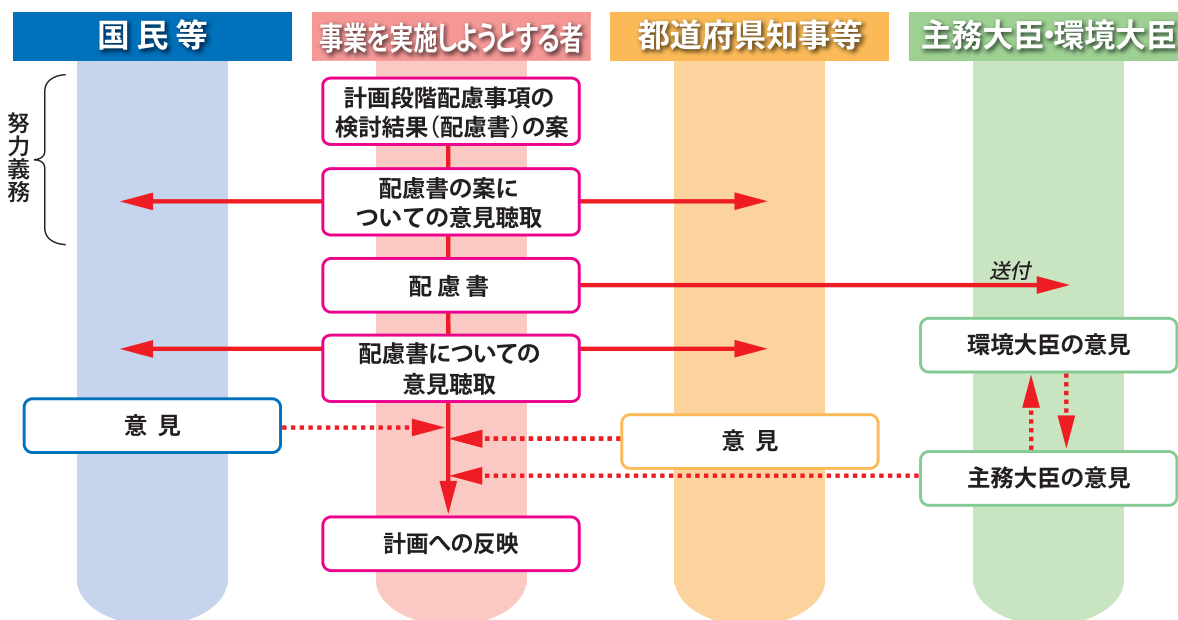 国民等
事業を実施しようとする者
都道府県知事等
主務大臣・環境大臣
努力義務
計画段階配慮事項の
検討結果（配慮書）の案
配慮書の案に
ついての意見聴取
配慮書
送付
配慮書についての
意見聴取
環境大臣の意見
意見
意見
主務大臣の意見
計画への反映